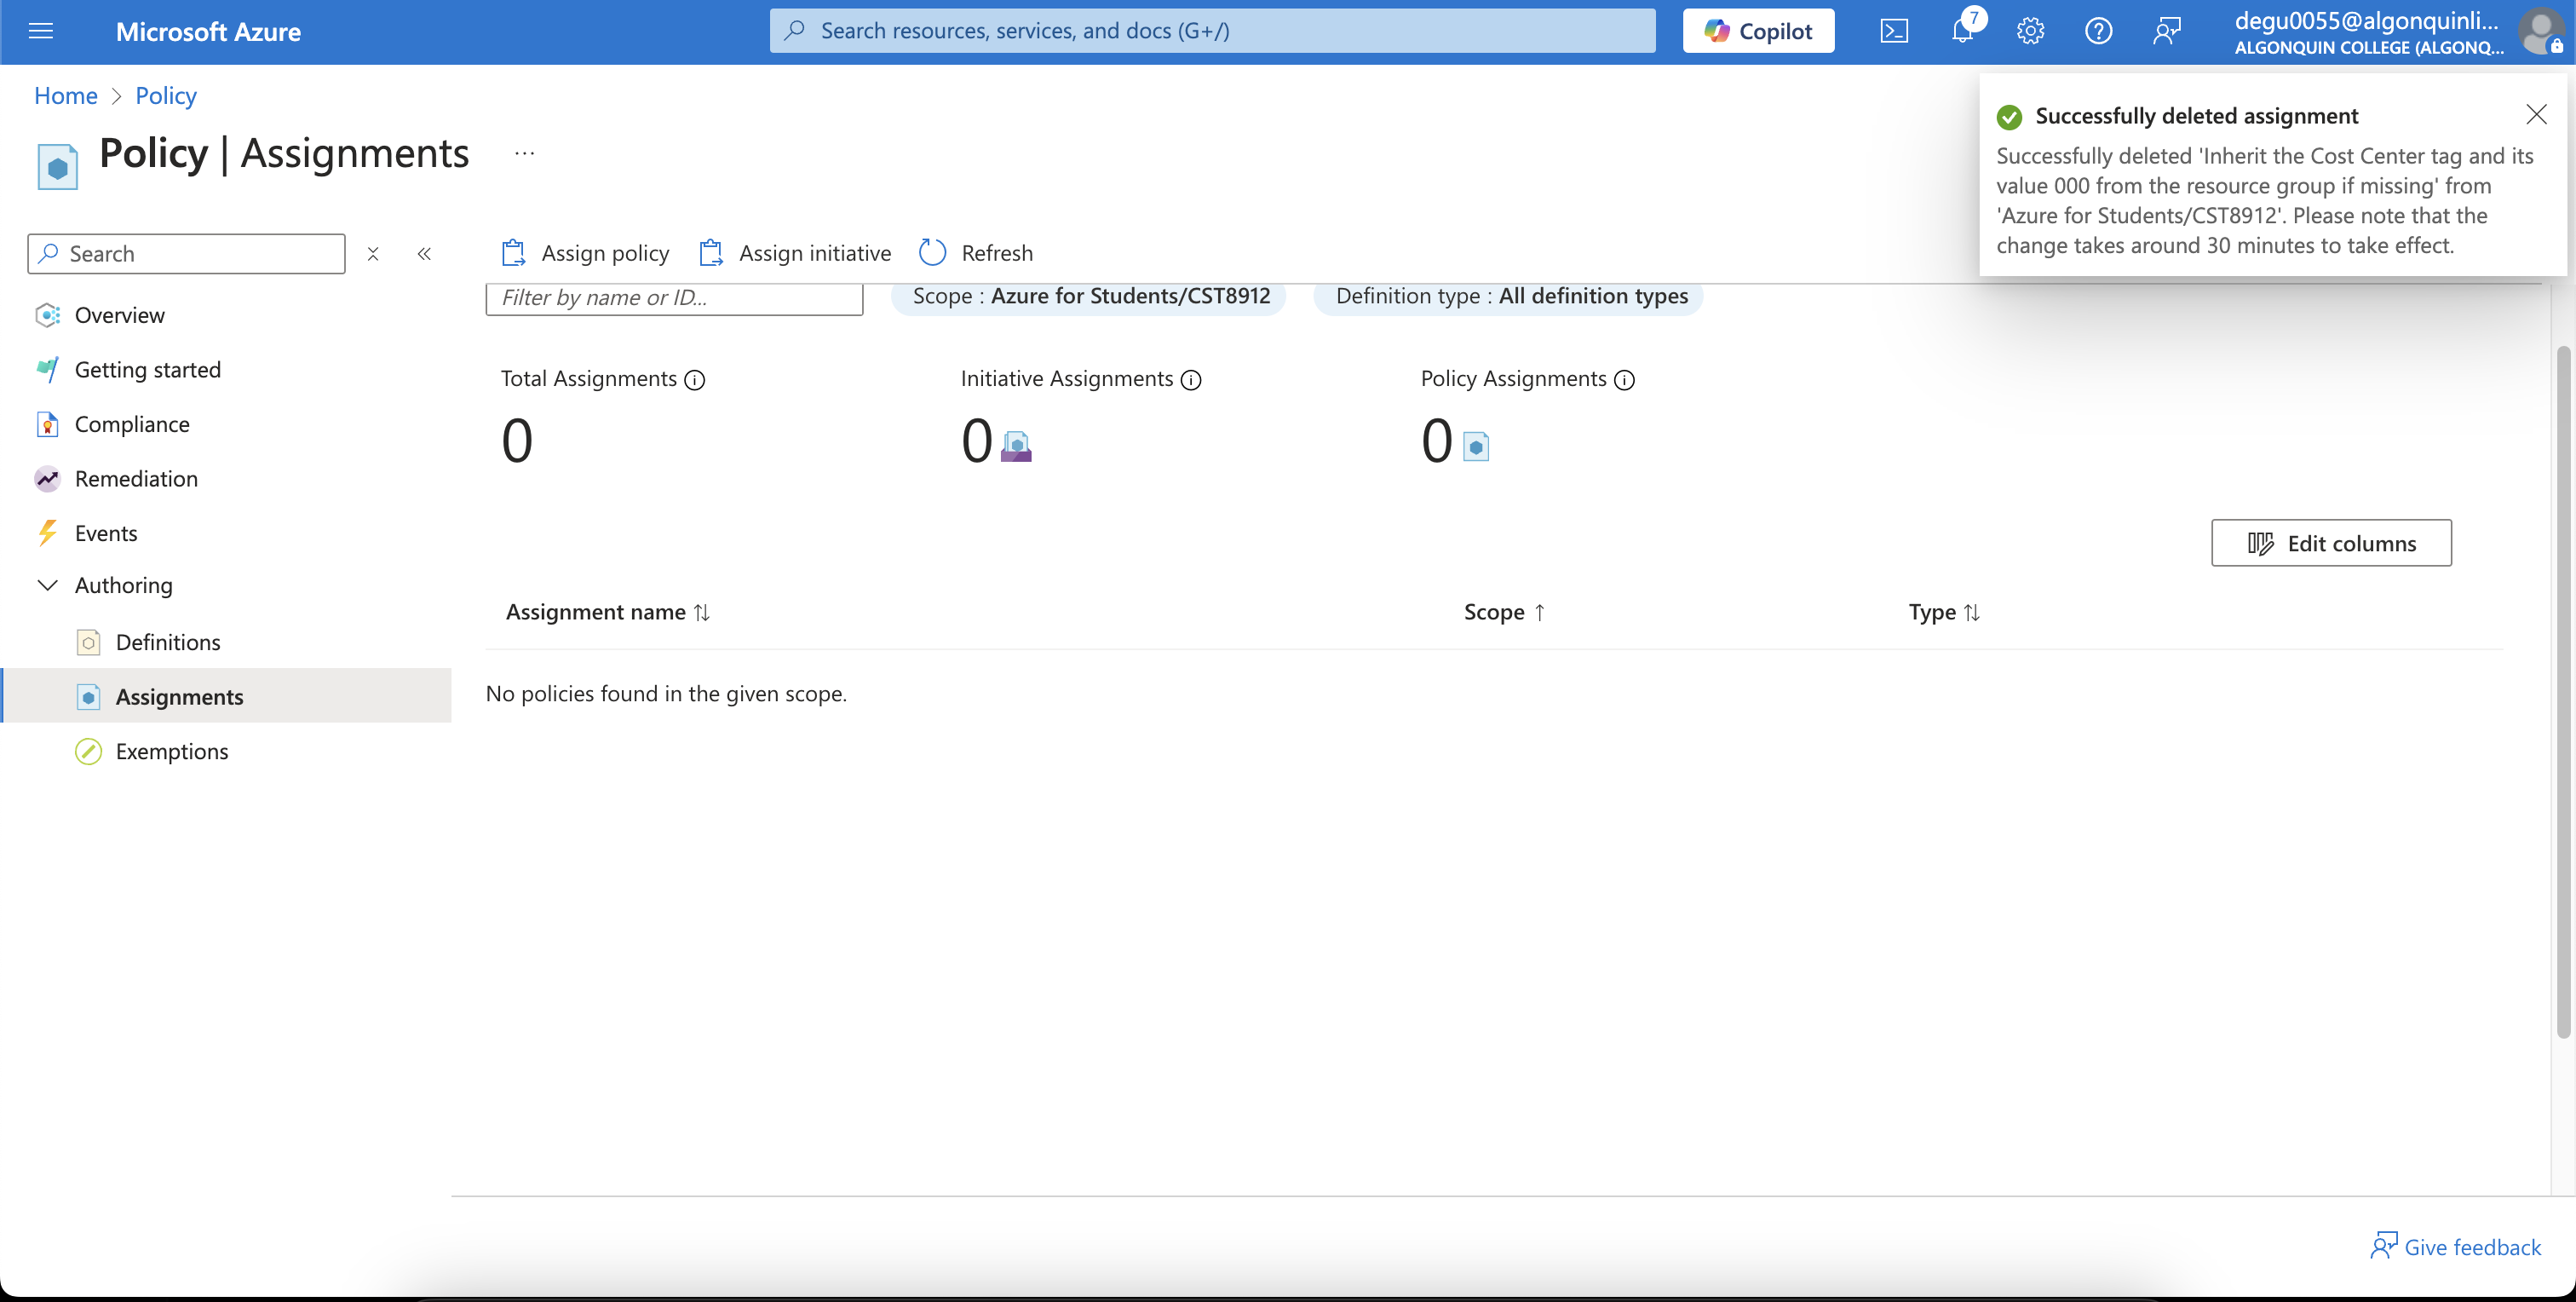 Microsoft Azure
Search resources, services, and docs (G+/)
Copilot
7
degu0055@algonquinli...
ALGONQUIN COLLEGE (ALGONQ...
Home > Policy
Policy | Assignments ...
Successfully deleted assignment
Successfully deleted 'Inherit the Cost Center tag and its
value 000 from the resource group if missing' from
'Azure for Students/CST8912'. Please note that the
change takes around 30 minutes to take effect.
Search
Overview
Getting started
Compliance
Remediation
Events
Authoring
Definitions
Assignments
Exemptions
Assign policy
Assign initiative
Refresh
Filter by name or ID...
Scope : Azure for Students/CST8912
Definition type : All definition types
Total Assignments
0
Initiative Assignments
0
Policy Assignments
0
Edit columns
Assignment name
Scope
Type
No policies found in the given scope.
Give feedback